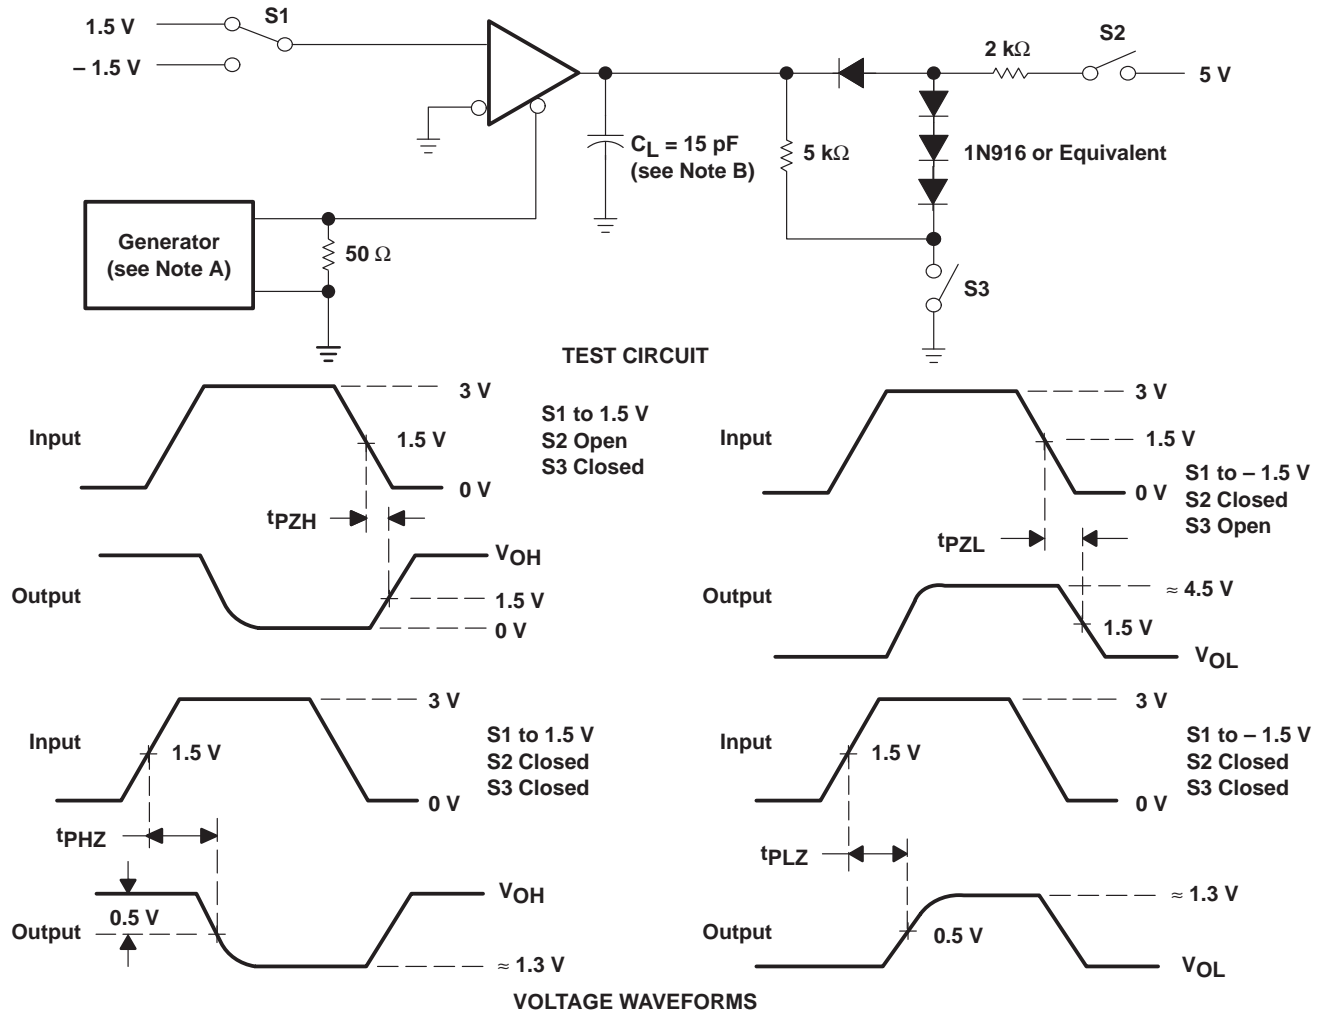 1.5 V
S1
– 1.5 V
2 kΩ
S2
5 V
CL = 15 pF
(see Note B)
5 kΩ
1N916 or Equivalent
Generator
(see Note A)
50 Ω
S3
TEST CIRCUIT
Input
3 V
1.5 V
0 V
S1 to 1.5 V
S2 Open
S3 Closed
tPZH
Output
VOH
1.5 V
0 V
Input
3 V
1.5 V
0 V
S1 to – 1.5 V
S2 Closed
S3 Open
tPZL
Output
≈ 4.5 V
1.5 V
VOL
Input
3 V
1.5 V
0 V
S1 to 1.5 V
S2 Closed
S3 Closed
tPHZ
Output
0.5 V
VOH
≈ 1.3 V
Input
3 V
1.5 V
0 V
S1 to – 1.5 V
S2 Closed
S3 Closed
tPLZ
Output
≈ 1.3 V
0.5 V
VOL
VOLTAGE WAVEFORMS